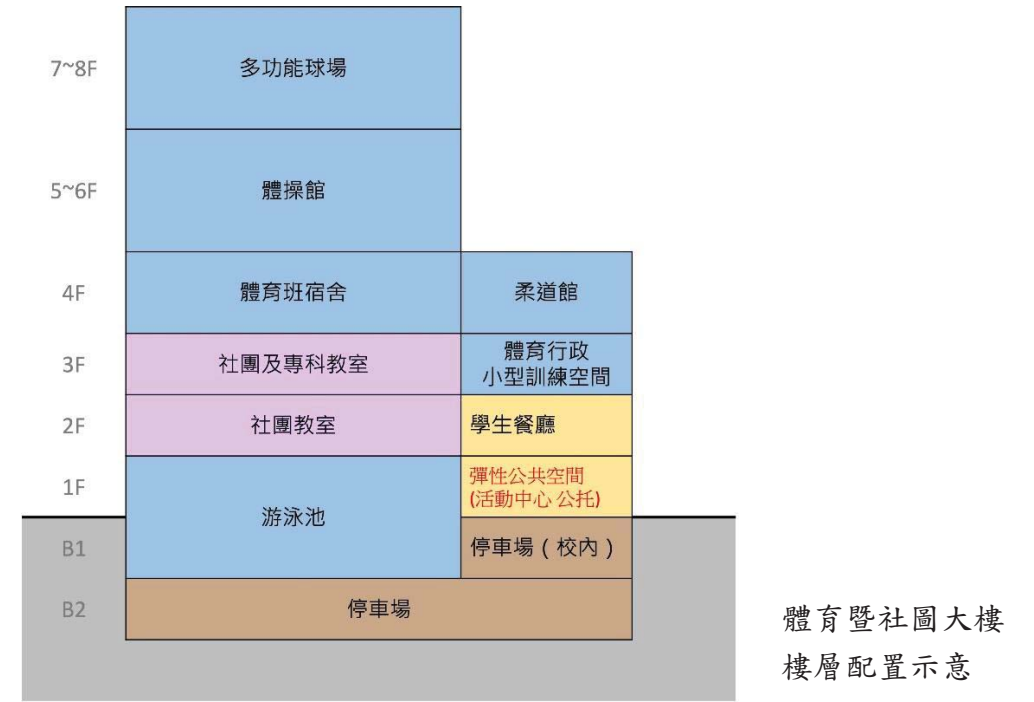 7~8F
多功能球場
5~6F
體操館
4F
體育班宿舍
柔道館
3F
社團及專科教室
體育行政
小型訓練空間
2F
社團教室
學生餐廳
1F
彈性公共空間
(活動中心 公托)
游泳池
B1
停車場（校內）
B2
停車場
體育暨社圖大樓
樓層配置示意